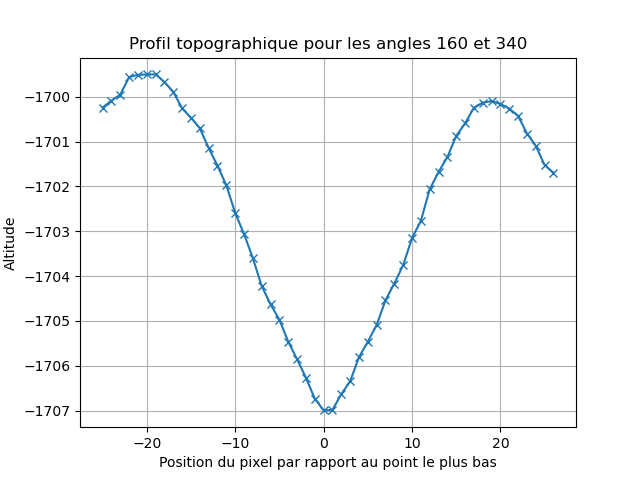 Profil topographique pour les angles 160 et 340
Altitude
−1700
−1701
−1702
−1703
−1704
−1705
−1706
−1707
−20 −10 0 10 20
Position du pixel par rapport au point le plus bas